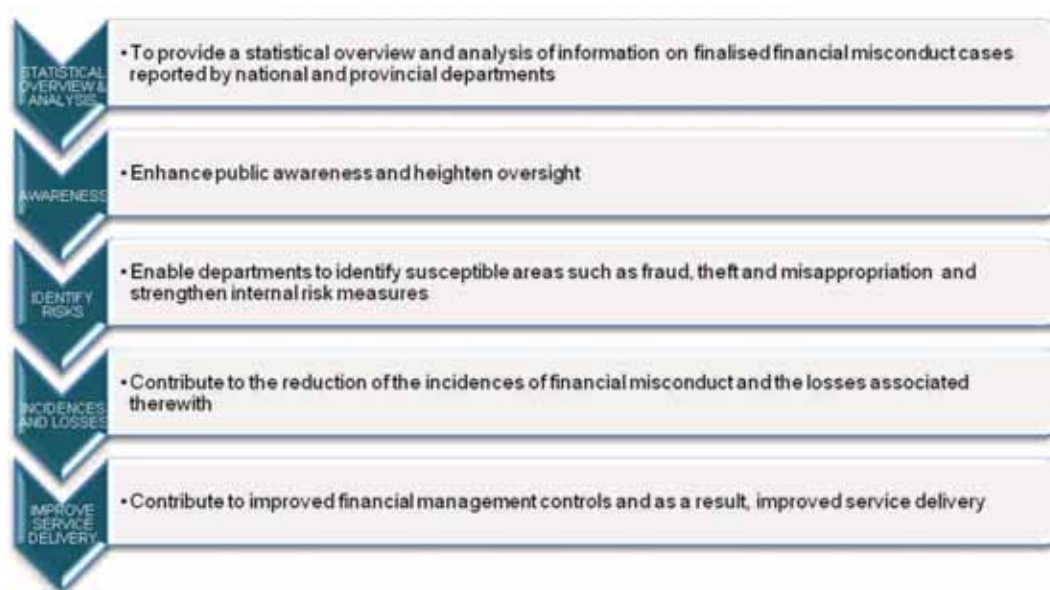 STATISTICAL
OVERVIEW &
ANALYSIS
• To provide a statistical overview and analysis of information on finalised financial misconduct cases
reported by national and provincial departments
AWARENESS
• Enhance public awareness and heighten oversight
IDENTIFY
RISKS
• Enable departments to identify susceptible areas such as fraud, theft and misappropriation and
strengthen internal risk measures
INCIDENCES
AND LOSSES
• Contribute to the reduction of the incidences of financial misconduct and the losses associated
therewith
IMPROVE
SERVICE
DELIVERY
• Contribute to improved financial management controls and as a result, improved service delivery